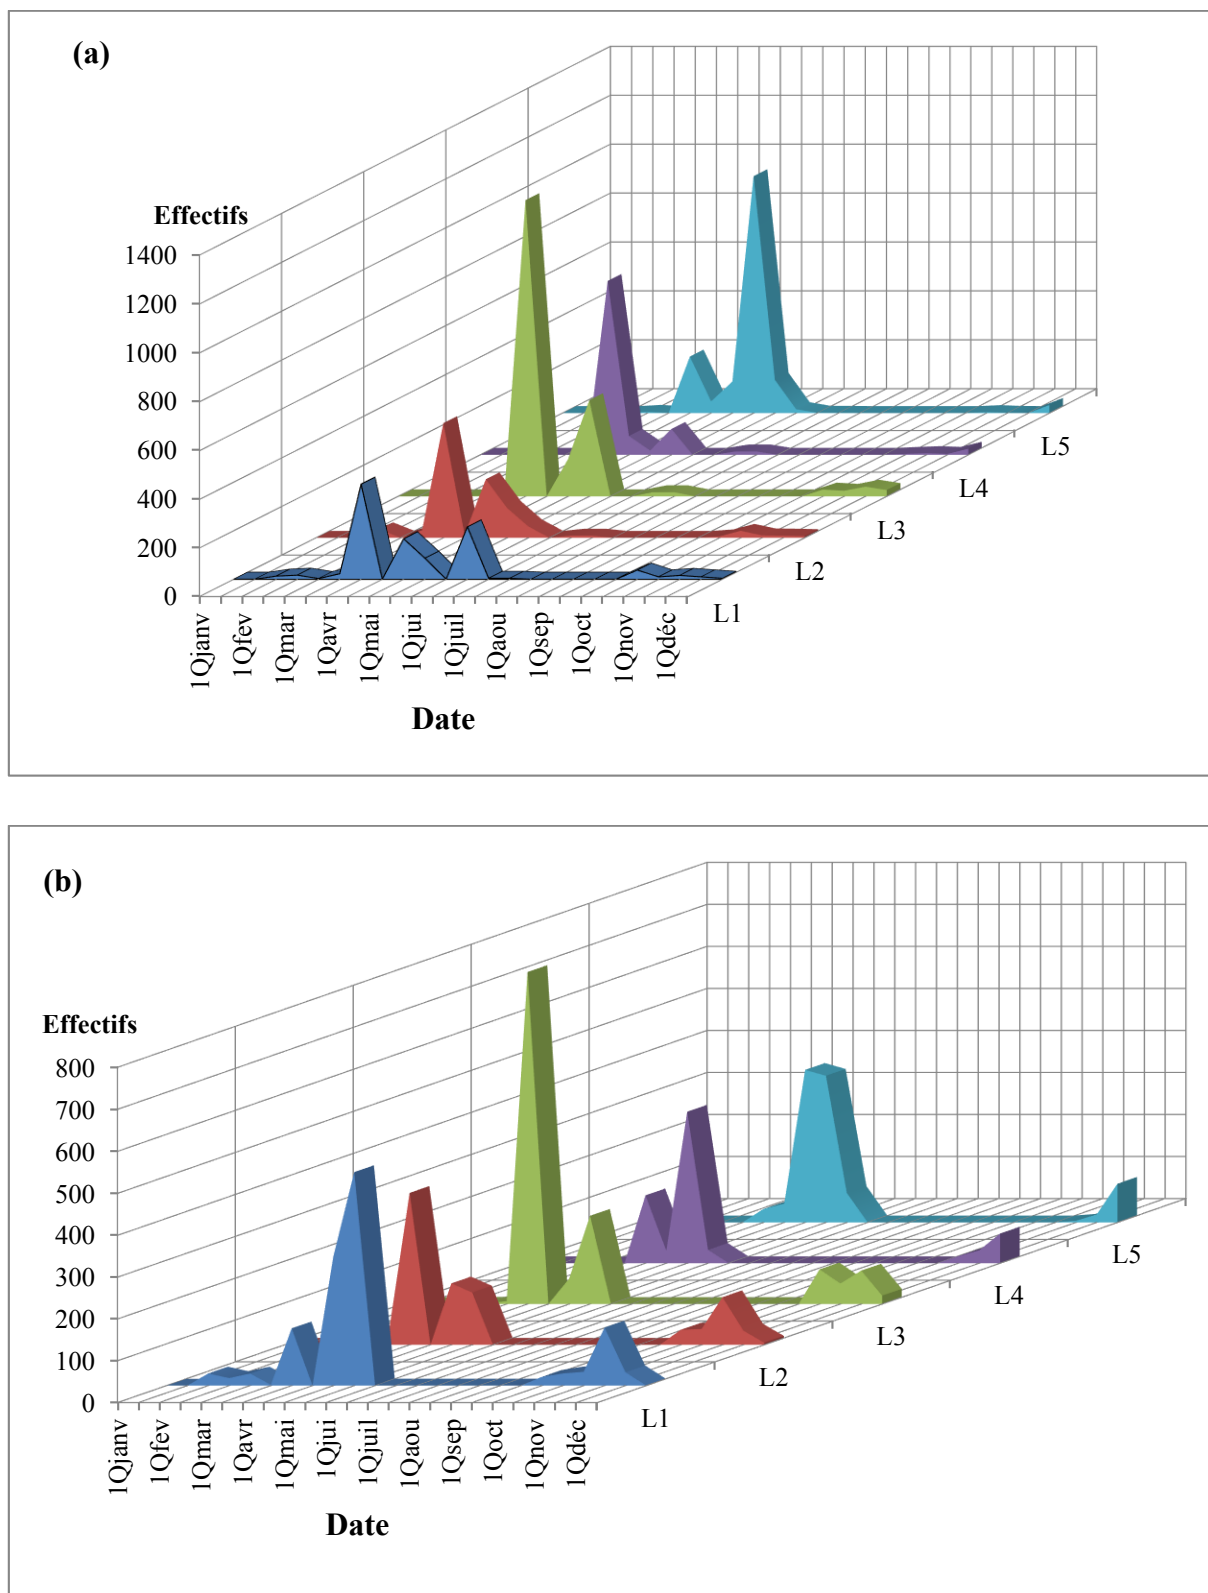 (a)
Effectifs
1400
1200
1000
800
600
400
200
0
1Qjanv
1Qfev
1Qmar
1Qavr
1Qmai
1Qjui
1Qjuil
1Qaou
1Qsep
1Qoct
1Qnov
1Qdéc
L1
L2
L3
L4
L5
Date
(b)
Effectifs
800
700
600
500
400
300
200
100
0
1Qjanv
1Qfev
1Qmar
1Qavr
1Qmai
1Qjui
1Qjuil
1Qaou
1Qsep
1Qoct
1Qnov
1Qdéc
L1
L2
L3
L4
L5
Date